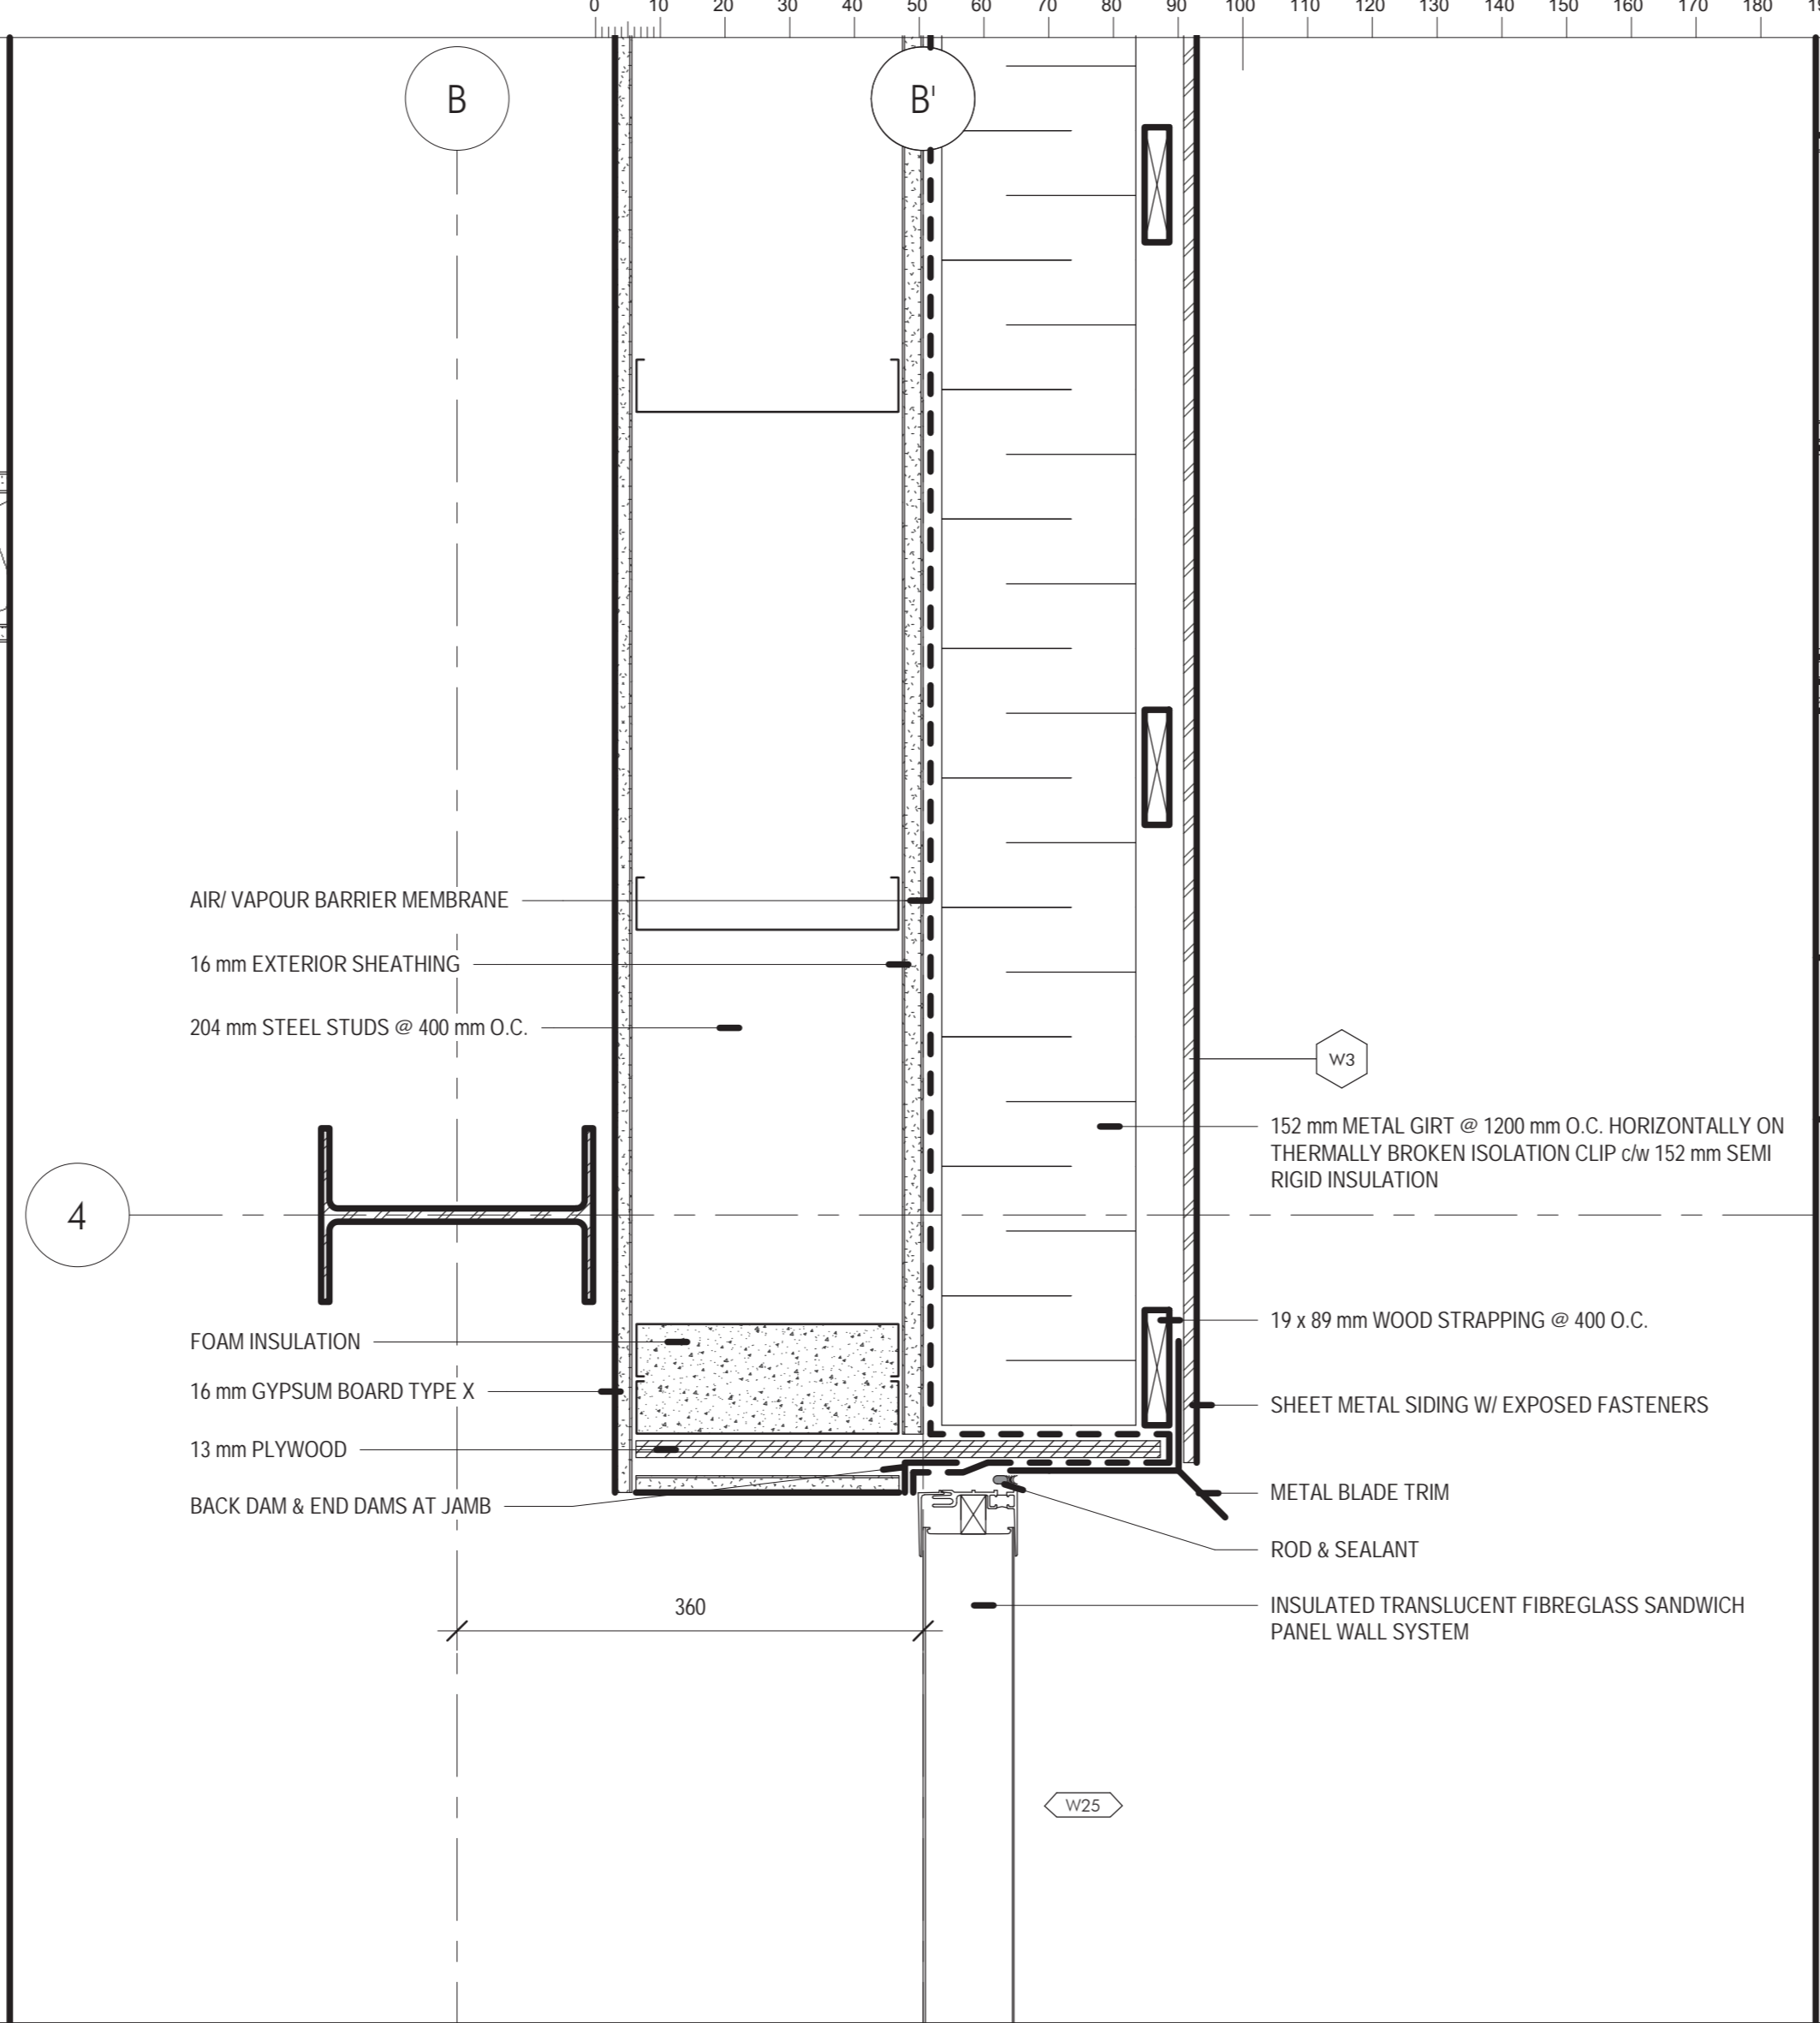 0 10 20 30 40 50 60 70 80 90 100 110 120 130 140 150 160 170 180
B
B'
AIR/ VAPOUR BARRIER MEMBRANE
16 mm EXTERIOR SHEATHING
204 mm STEEL STUDS @ 400 mm O.C.
W3
152 mm METAL GIRT @ 1200 mm O.C. HORIZONTALLY ON
THERMALLY BROKEN ISOLATION CLIP c/w 152 mm SEMI
RIGID INSULATION
4
19 x 89 mm WOOD STRAPPING @ 400 O.C.
FOAM INSULATION
16 mm GYPSUM BOARD TYPE X
SHEET METAL SIDING W/ EXPOSED FASTENERS
13 mm PLYWOOD
METAL BLADE TRIM
BACK DAM & END DAMS AT JAMB
ROD & SEALANT
360
INSULATED TRANSLUCENT FIBREGLASS SANDWICH
PANEL WALL SYSTEM
W25